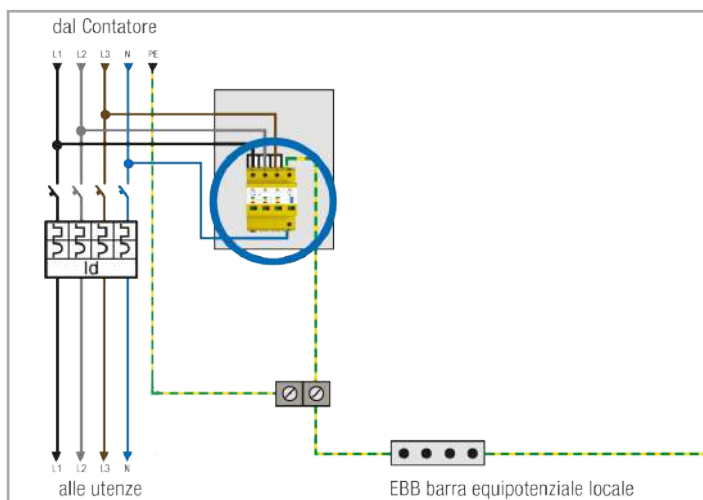 dal Contatore
L1 L2 L3 N PE
Id
L1 L2 L3 N
alle utenze
EBB barra equipotenziale locale